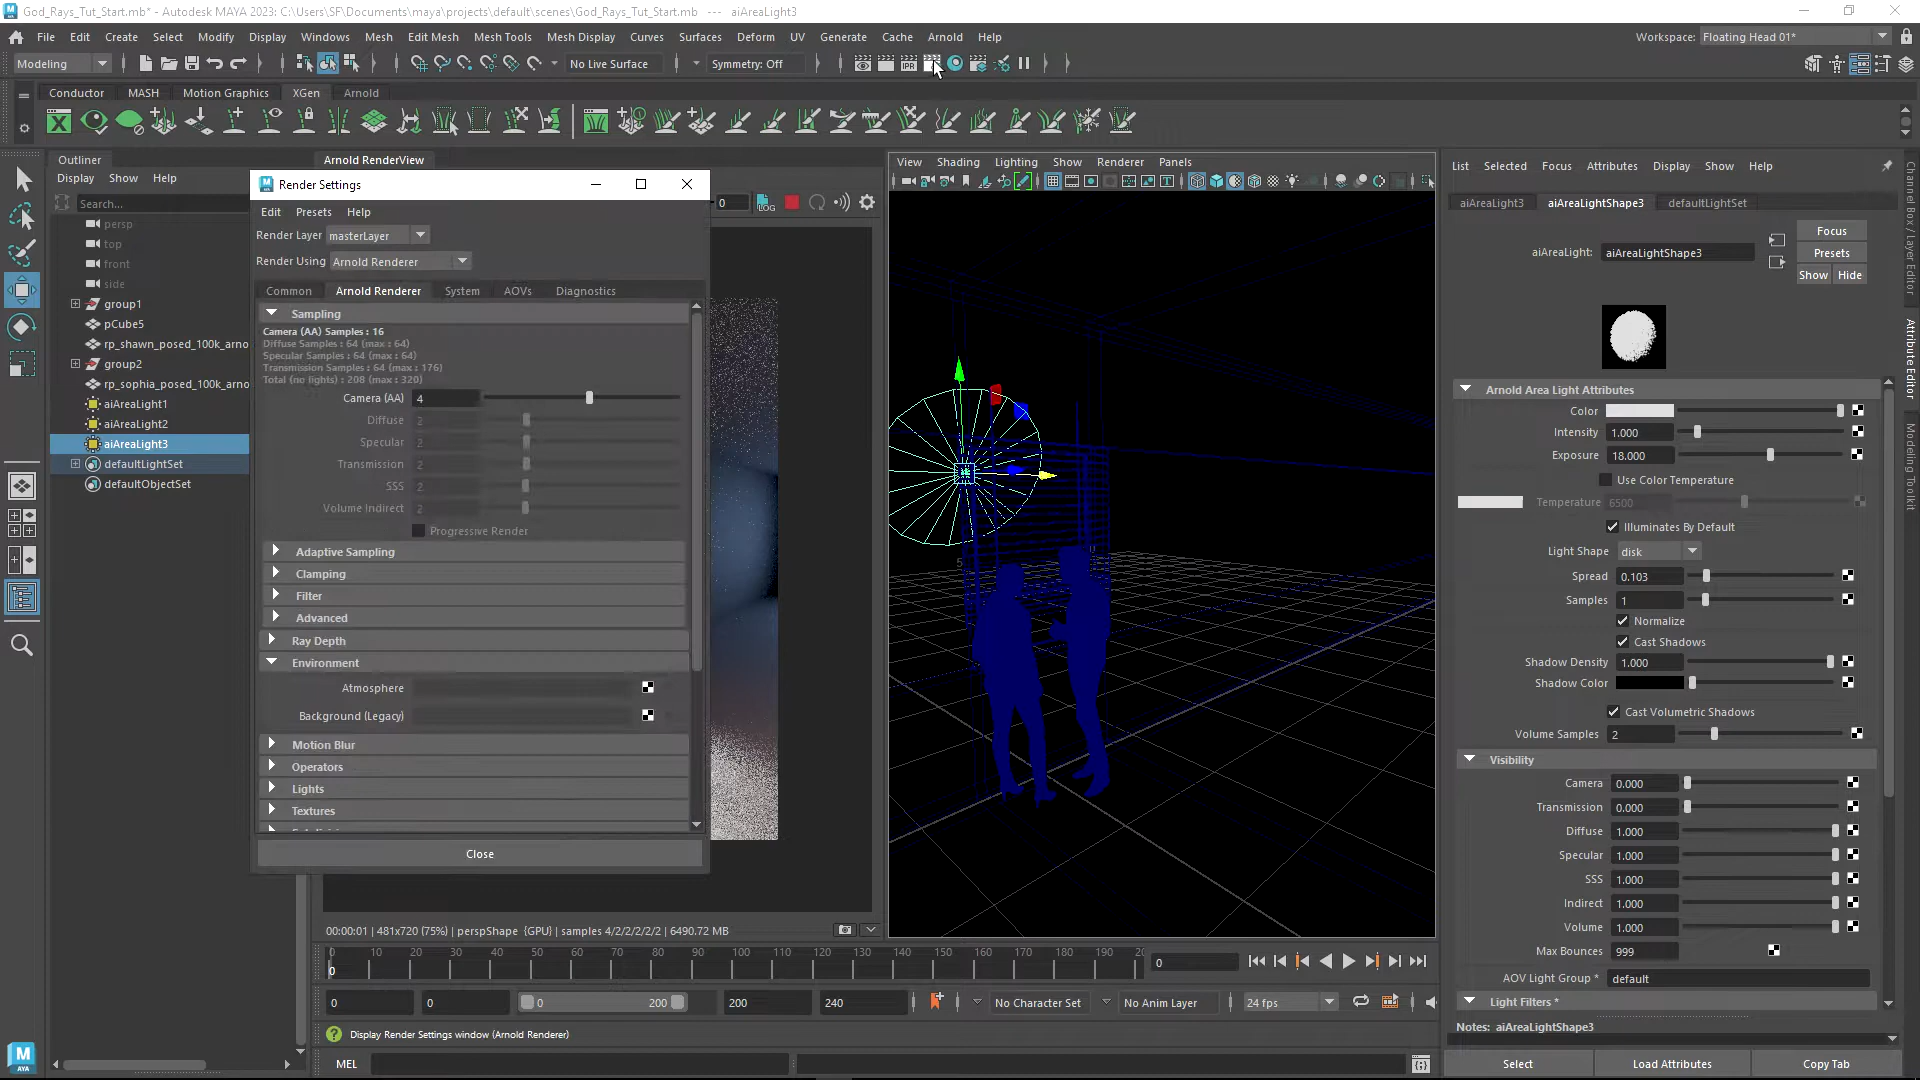 God_Rays_Tut_Start.mb* - Autodesk MAYA 2023: C:\Users\SF\Documents\maya\projects\default\scenes\God_Rays_Tut_Start.mb --- aiAreaLight3
File Edit Create Select Modify Display Windows Mesh Edit Mesh Mesh Tools Mesh Display Curves Surfaces Deform UV Generate Cache Arnold Help
Workspace: Floating Head 01*
Modeling
No Live Surface
Symmetry: Off
IPR
Conductor MASH Motion Graphics XGen Arnold
Outliner
Display Show Help
Search...
persp
top
front
side
group1
pCube5
rp_shawn_posed_100k_arno
group2
rp_sophia_posed_100k_arno
aiAreaLight1
aiAreaLight2
aiAreaLight3
defaultLightSet
defaultObjectSet
Arnold RenderView
Render Settings
Edit Presets Help
Render Layer masterLayer
Render Using Arnold Renderer
Common Arnold Renderer System AOVs Diagnostics
Sampling
Camera (AA) Samples : 16
Diffuse Samples : 64 (max : 64)
Specular Samples : 64 (max : 64)
Transmission Samples : 64 (max : 176)
Total (no lights) : 208 (max : 320)
Camera (AA) 4
Diffuse 2
Specular 2
Transmission 2
SSS 2
Volume Indirect 2
Progressive Render
Adaptive Sampling
Clamping
Filter
Advanced
Ray Depth
Environment
Atmosphere
Background (Legacy)
Motion Blur
Operators
Lights
Textures
Close
0
LOG
00:00:01 | 481x720 (75%) | perspShape {GPU} | samples 4/2/2/2/2/2 | 6490.72 MB
View Shading Lighting Show Renderer Panels
List Selected Focus Attributes Display Show Help
aiAreaLight3 aiAreaLightShape3 defaultLightSet
aiAreaLight: aiAreaLightShape3
Focus
Presets
Show Hide
Arnold Area Light Attributes
Color
Intensity 1.000
Exposure 18.000
Use Color Temperature
Temperature 6500
Illuminates By Default
Light Shape disk
Spread 0.103
Samples 1
Normalize
Cast Shadows
Shadow Density 1.000
Shadow Color
Cast Volumetric Shadows
Volume Samples 2
Visibility
Camera 0.000
Transmission 0.000
Diffuse 1.000
Specular 1.000
SSS 1.000
Indirect 1.000
Volume 1.000
Max Bounces 999
AOV Light Group * default
Light Filters *
Notes: aiAreaLightShape3
Select Load Attributes Copy Tab
Channel Box / Layer Editor
Attribute Editor
Modeling Toolkit
0 10 20 30 40 50 60 70 80 90 100 110 120 130 140 150 160 170 180 190 20
0
0
0 0 0 200 200 240
No Character Set No Anim Layer 24 fps
Display Render Settings window (Arnold Renderer)
MEL
M
AYA